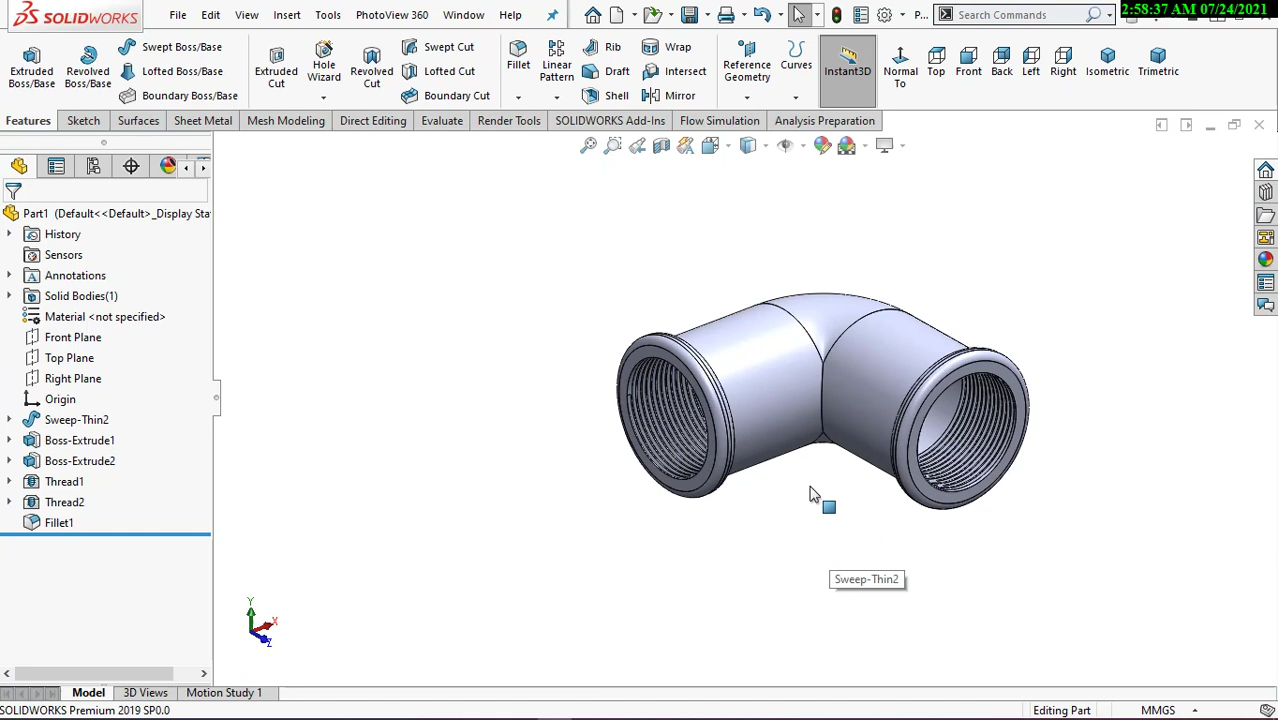 SOLIDWORKS
File
Edit
View
Insert
Tools
PhotoView 360
Window
Help
P...
Search Commands
2:58:37 AM 07/24/2021
Extruded
Boss/Base
Revolved
Boss/Base
Swept Boss/Base
Lofted Boss/Base
Boundary Boss/Base
Extruded
Cut
Hole
Wizard
Revolved
Cut
Swept Cut
Lofted Cut
Boundary Cut
Fillet
Linear
Pattern
Rib
Draft
Shell
Wrap
Intersect
Mirror
Reference
Geometry
Curves
Instant3D
Normal
To
Top
Front
Back
Left
Right
Isometric
Trimetric
Features
Sketch
Surfaces
Sheet Metal
Mesh Modeling
Direct Editing
Evaluate
Render Tools
SOLIDWORKS Add-Ins
Flow Simulation
Analysis Preparation
Part1 (Default<<Default>_Display Sta
History
Sensors
Annotations
Solid Bodies(1)
Material <not specified>
Front Plane
Top Plane
Right Plane
Origin
Sweep-Thin2
Boss-Extrude1
Boss-Extrude2
Thread1
Thread2
Fillet1
Sweep-Thin2
Y
X
Z
Model
3D Views
Motion Study 1
SOLIDWORKS Premium 2019 SP0.0
Editing Part
MMGS